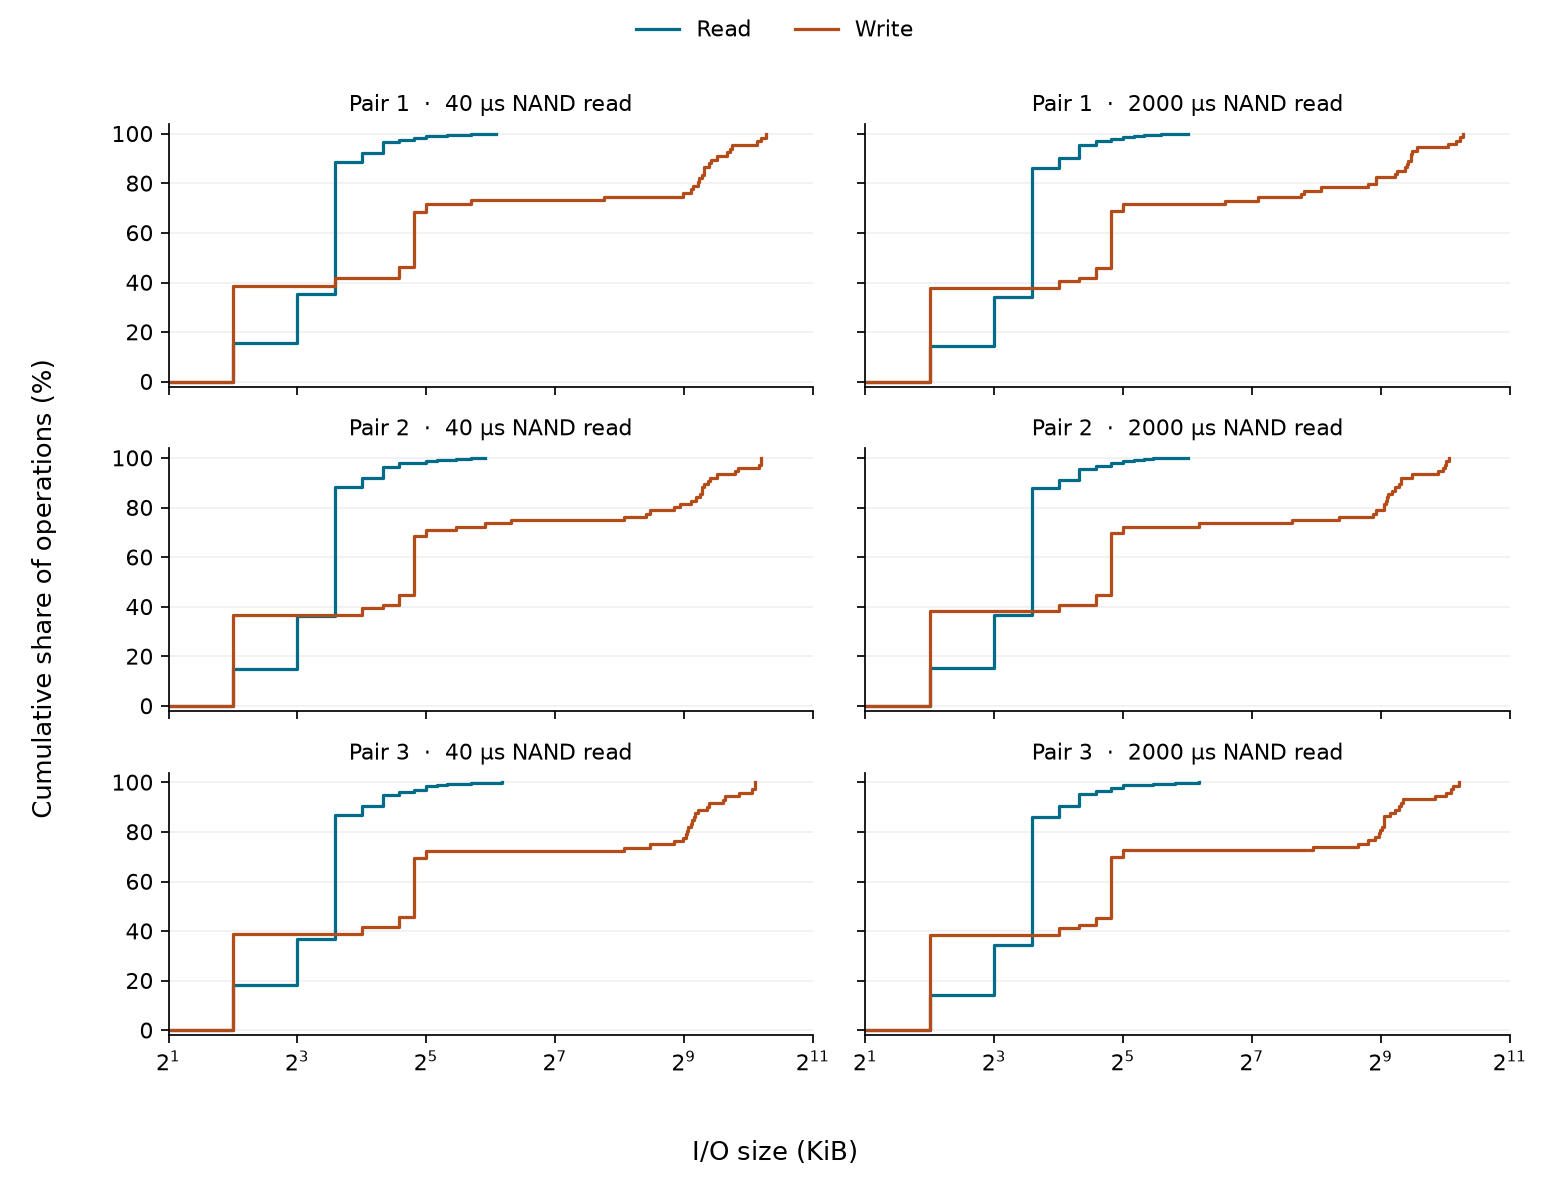 Read Write
Pair 1 · 40 µs NAND read
Pair 1 · 2000 µs NAND read
100
80
60
40
20
0
Pair 2 · 40 µs NAND read
Pair 2 · 2000 µs NAND read
100
80
60
40
20
0
Pair 3 · 40 µs NAND read
Pair 3 · 2000 µs NAND read
100
80
60
40
20
0
2¹ 2³ 2⁵ 2⁷ 2⁹ 2¹¹
2¹ 2³ 2⁵ 2⁷ 2⁹ 2¹¹
Cumulative share of operations (%)
I/O size (KiB)